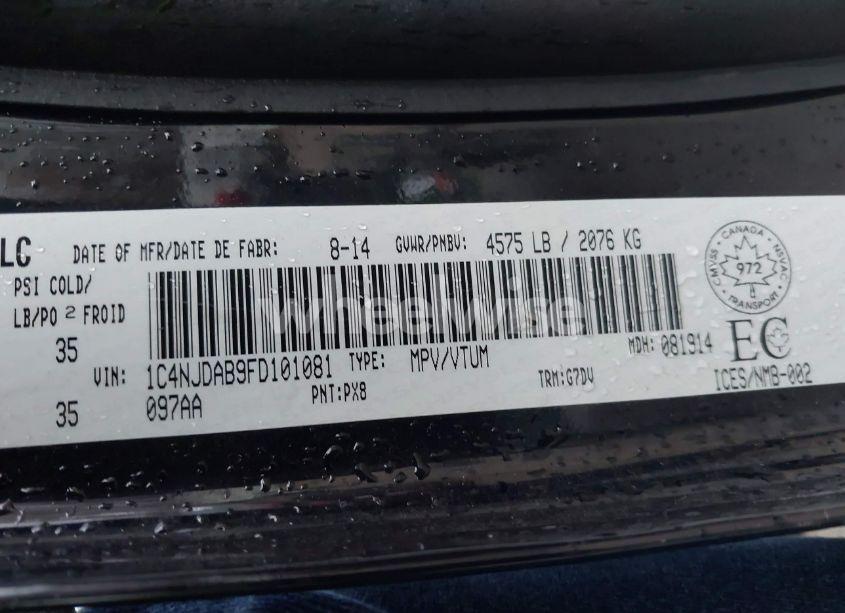 LC DATE OF MFR/DATE DE FABR: 8-14 GVWR/PNBV: 4575 LB / 2076 KG
PSI COLD/
LB/PO 2 FROID
35
VIN: 1C4NJDAB9FD101081 TYPE: MPV/VTUM MDH: 081914
35
097AA PNT:PX8 TRM:G7DV
CANADA
CMVSS NSVAC
972
TRANSPORT
EC
ICES/NMB-002
wheelwise